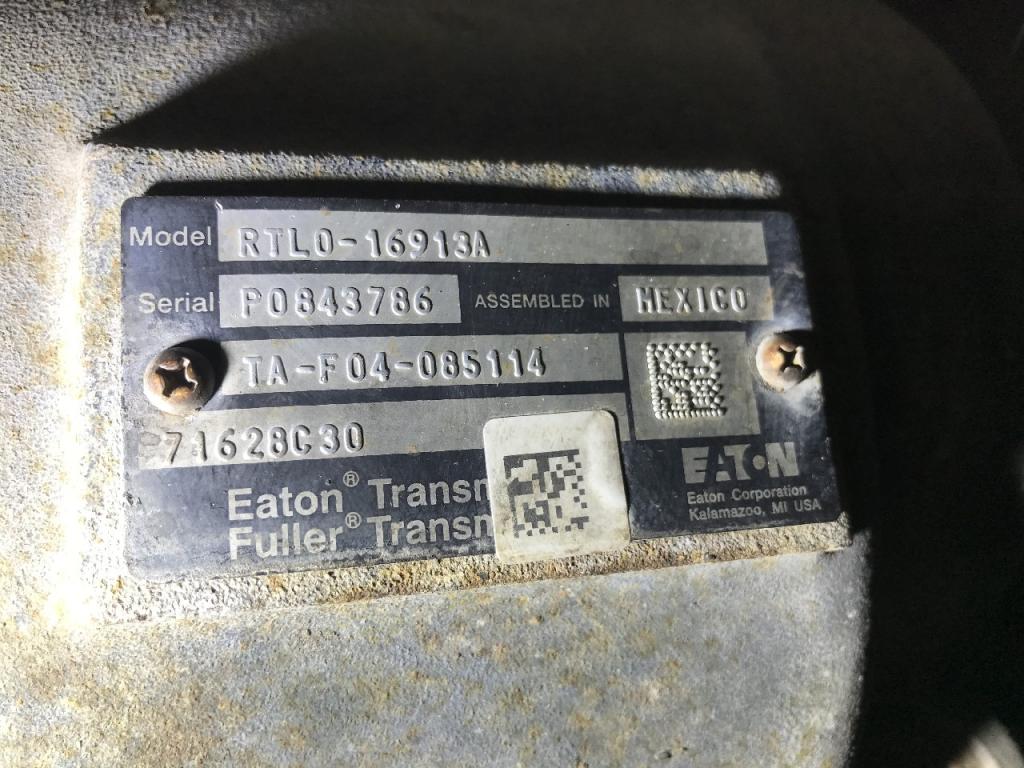 Model RTLO-16913A
Serial P0843786 ASSEMBLED IN MEXICO
TA-F04-085114
71628C30
Eaton® Transm
Fuller® Transm
EATON
Eaton Corporation
Kalamazoo, MI USA